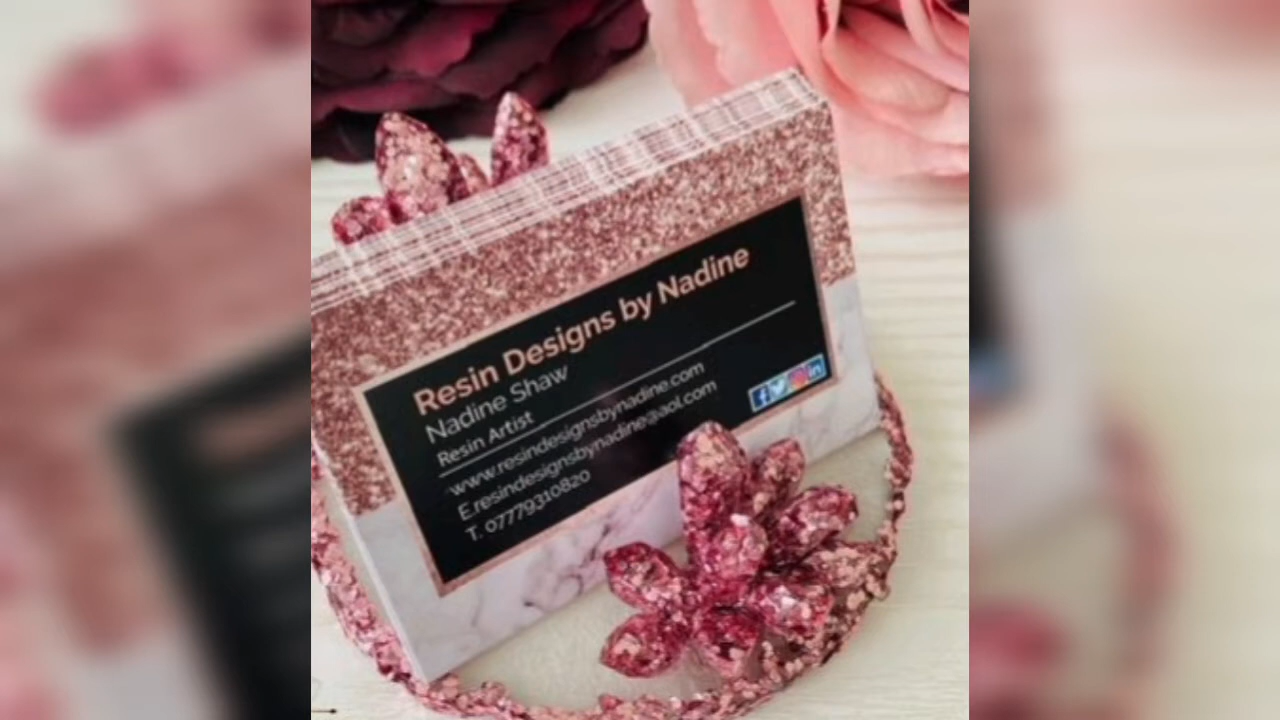 Resin Designs by Nadine
Nadine Shaw
Resin Artist
www.resindesignsbynadine.com
E.resindesignsbynadine@aol.com
T. 07779310820